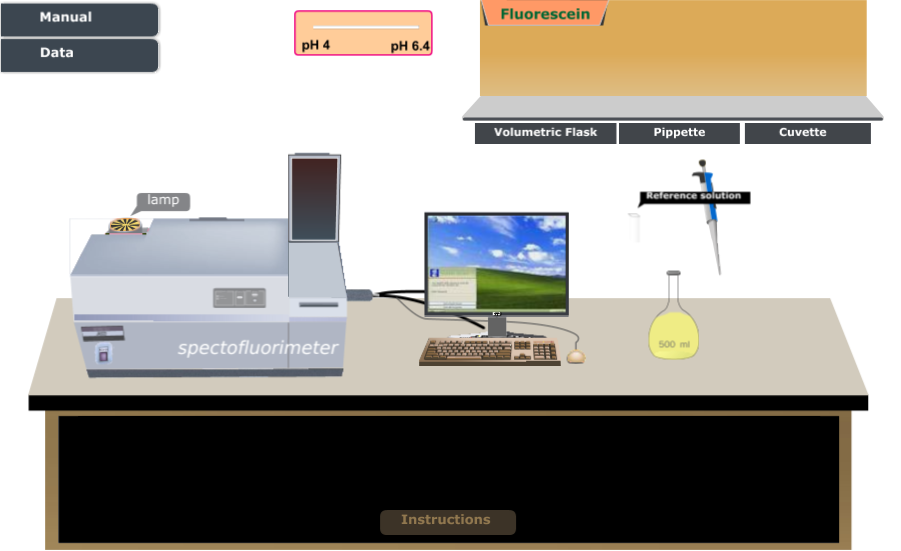 Manual
Data
pH 4
pH 6.4
Fluorescein
Volumetric Flask
Pippette
Cuvette
lamp
Reference solution
spectofluorimeter
500 ml
Instructions